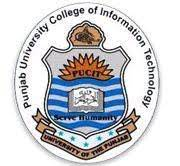 Punjab University College of Information Technology
PUCIT
Serve Humanity
UNIVERSITY OF THE PUNJAB